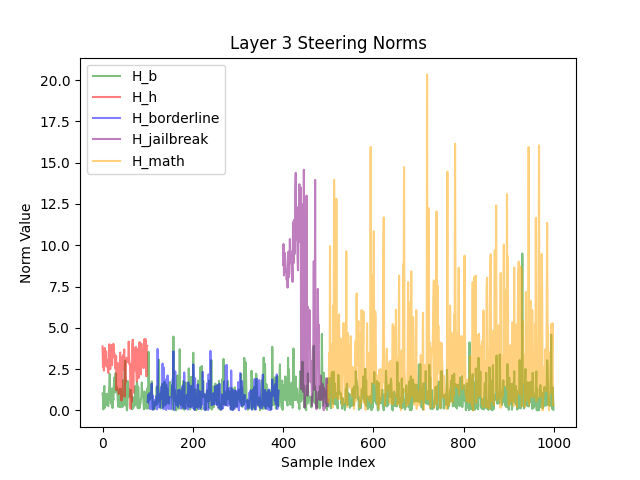 Layer 3 Steering Norms
H_b
H_h
H_borderline
H_jailbreak
H_math
Norm Value
20.0
17.5
15.0
12.5
10.0
7.5
5.0
2.5
0.0
0 200 400 600 800 1000
Sample Index